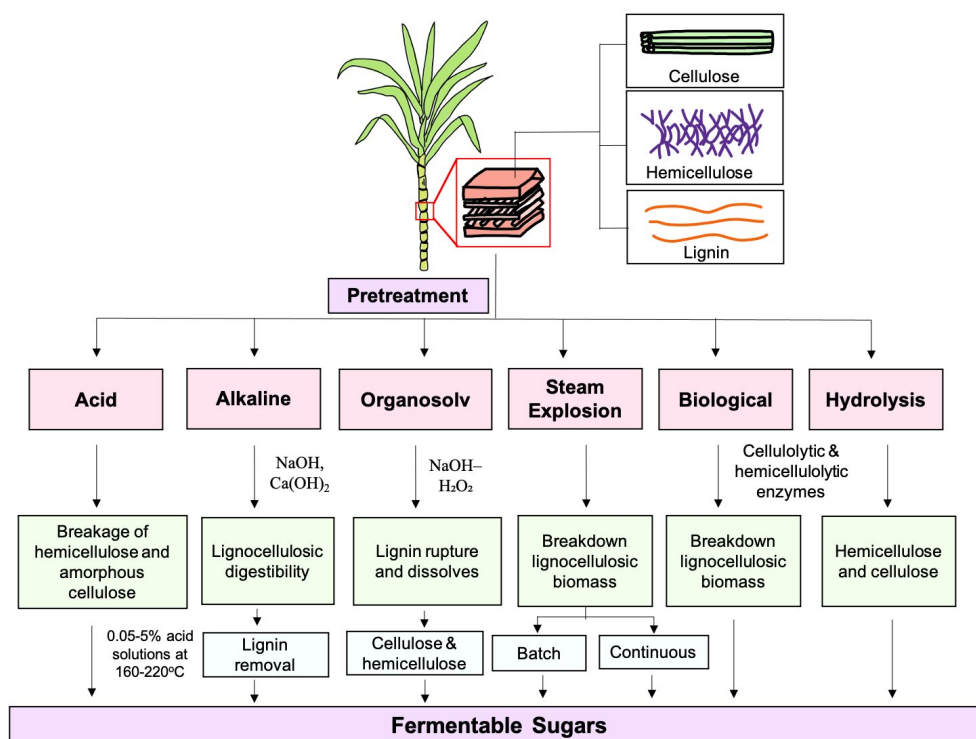 Cellulose
Hemicellulose
Lignin
Pretreatment
Acid
Alkaline
Organosolv
Steam
Explosion
Biological
Hydrolysis
NaOH,
Ca(OH)₂
NaOH–
H₂O₂
Cellulolytic &
hemicellulolytic
enzymes
Breakage of
hemicellulose and
amorphous
cellulose
Lignocellulosic
digestibility
Lignin rupture
and dissolves
Breakdown
lignocellulosic
biomass
Breakdown
lignocellulosic
biomass
Hemicellulose
and cellulose
0.05-5% acid
solutions at
160-220ºC
Lignin
removal
Cellulose &
hemicellulose
Batch
Continuous
Fermentable Sugars